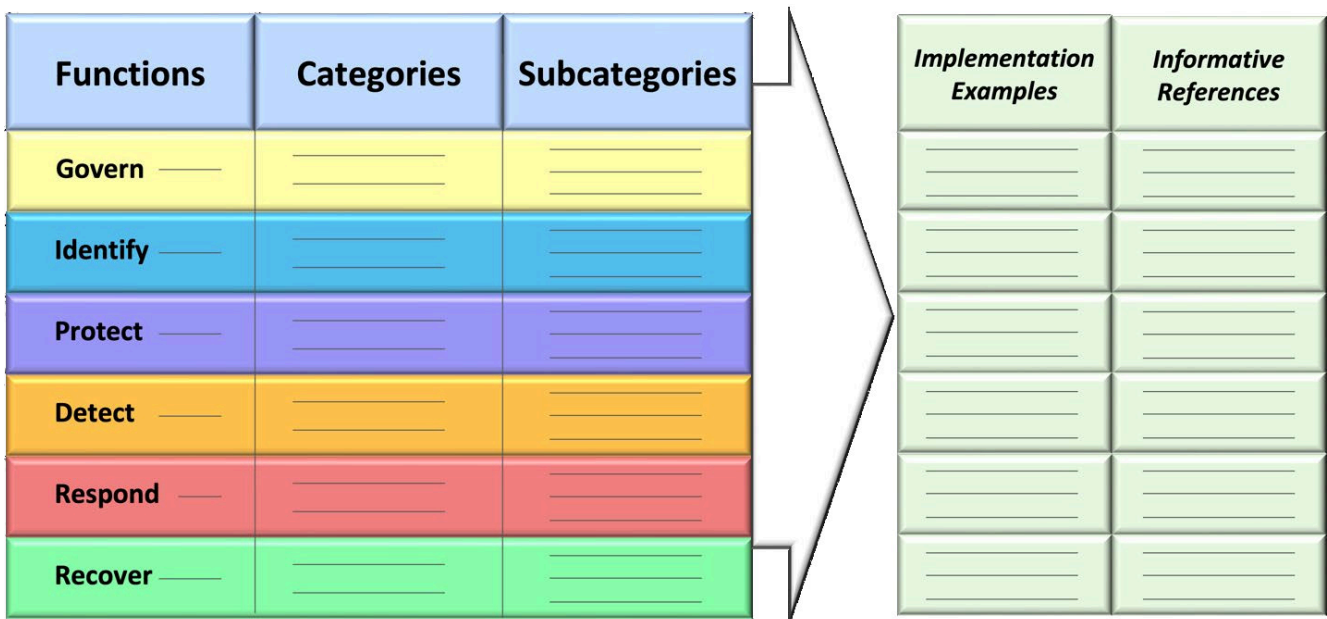 Functions
Categories
Subcategories
Implementation
Examples
Informative
References
Govern
Identify
Protect
Detect
Respond
Recover